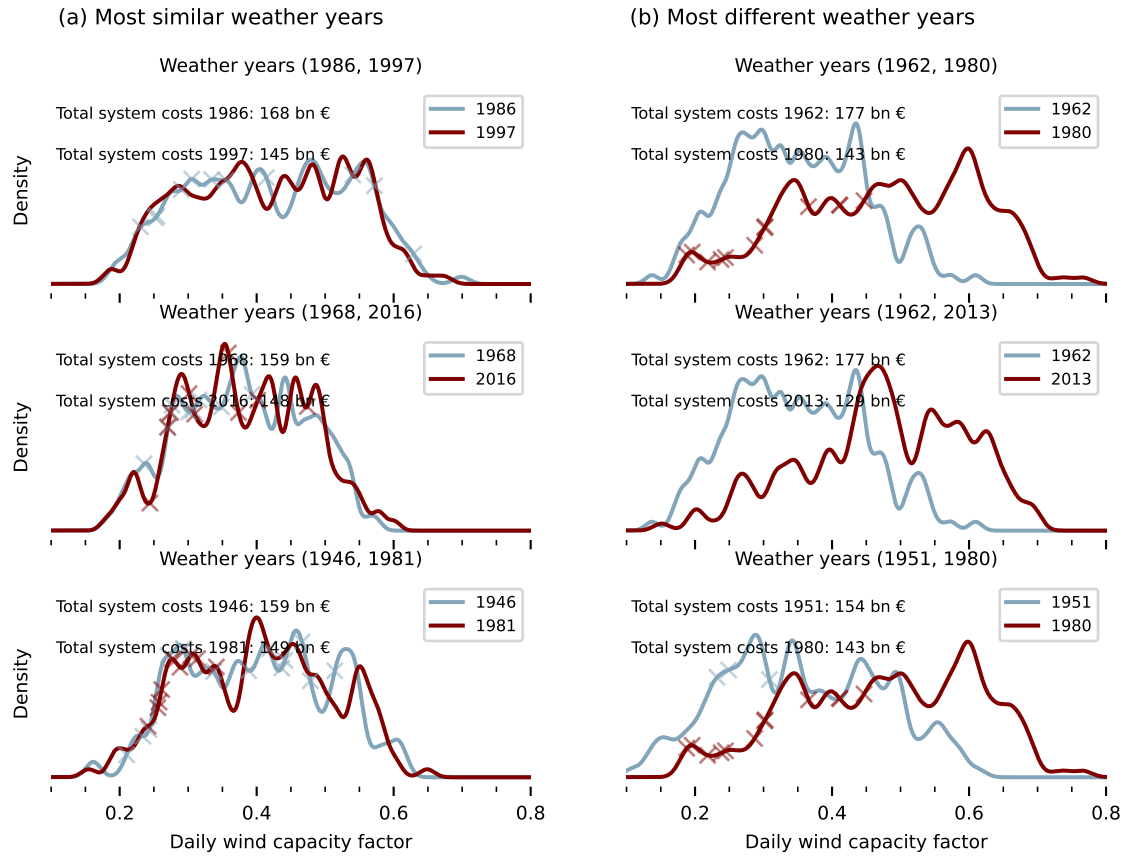 (a) Most similar weather years
Weather years (1986, 1997)
Total system costs 1986: 168 bn €
Total system costs 1997: 145 bn €
1986
1997
Density
Weather years (1968, 2016)
Total system costs 1968: 159 bn €
Total system costs 2016: 148 bn €
1968
2016
Density
Weather years (1946, 1981)
Total system costs 1946: 159 bn €
Total system costs 1981: 149 bn €
1946
1981
Density
0.2 0.4 0.6 0.8
Daily wind capacity factor
(b) Most different weather years
Weather years (1962, 1980)
Total system costs 1962: 177 bn €
Total system costs 1980: 143 bn €
1962
1980
Weather years (1962, 2013)
Total system costs 1962: 177 bn €
Total system costs 2013: 129 bn €
1962
2013
Weather years (1951, 1980)
Total system costs 1951: 154 bn €
Total system costs 1980: 143 bn €
1951
1980
0.2 0.4 0.6 0.8
Daily wind capacity factor